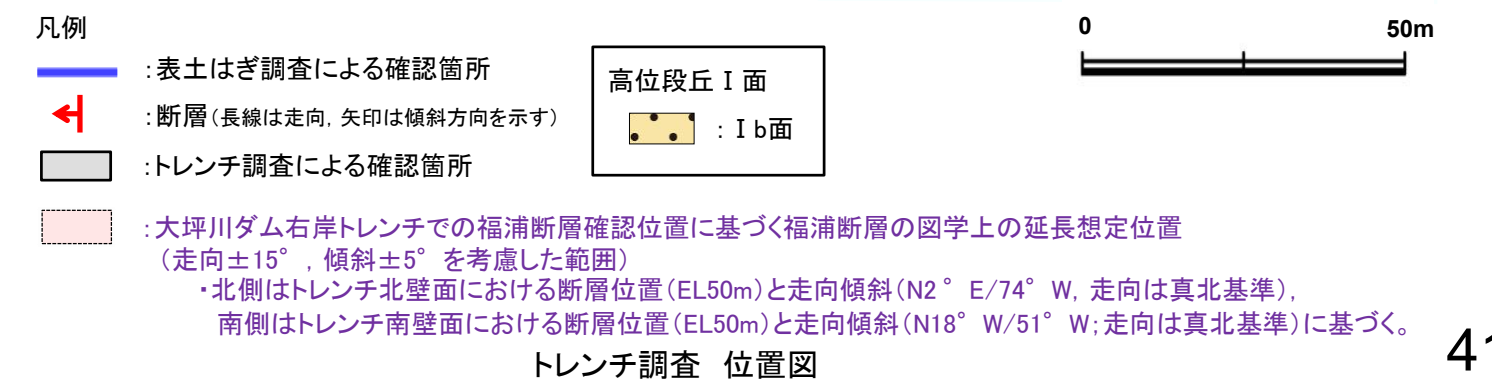 凡例
0 50m
：表土はぎ調査による確認箇所
：断層（長線は走向，矢印は傾斜方向を示す）
：トレンチ調査による確認箇所
高位段丘Ⅰ面
：Ⅰb面
：大坪川ダム右岸トレンチでの福浦断層確認位置に基づく福浦断層の図学上の延長想定位置
（走向±15°，傾斜±5°を考慮した範囲）
・北側はトレンチ北壁面における断層位置（EL50m）と走向傾斜（N2°E/74°W，走向は真北基準），
南側はトレンチ南壁面における断層位置（EL50m）と走向傾斜（N18°W/51°W；走向は真北基準）に基づく。
トレンチ調査　位置図